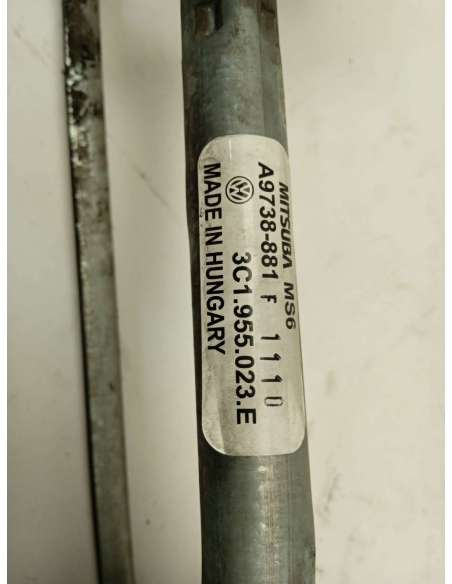 MITSUBA MS6
A9738-881 F 1110
3C1.955.023.E
MADE IN HUNGARY